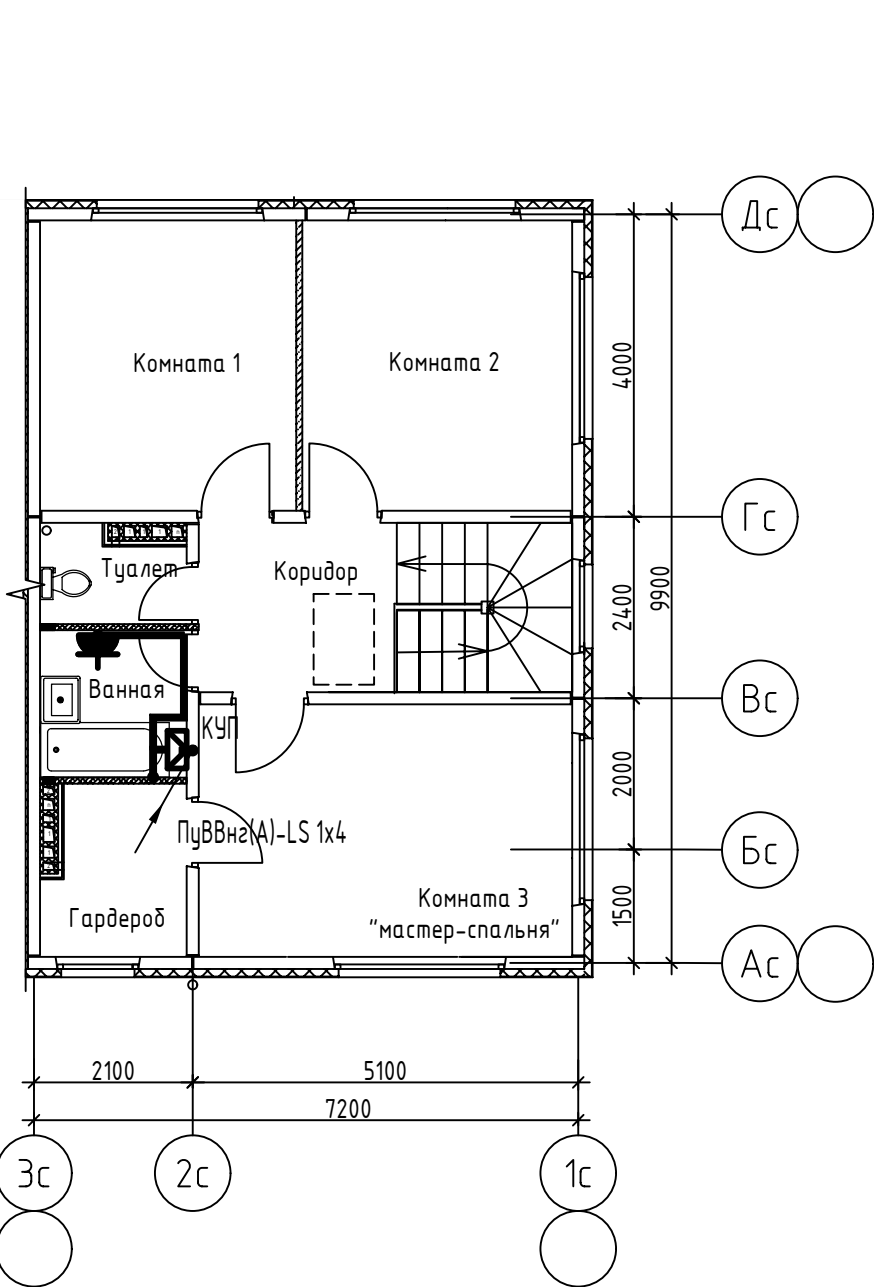 Дс
Комната 1
Комната 2
4000
Гс
Туалет
Коридор
2400
9900
Ванная
Вс
КУП
2000
ПуВВнг(А)-LS 1х4
Бс
Комната 3
"мастер-спальня"
1500
Гардероб
Ас
2100
5100
7200
3с
2с
1с